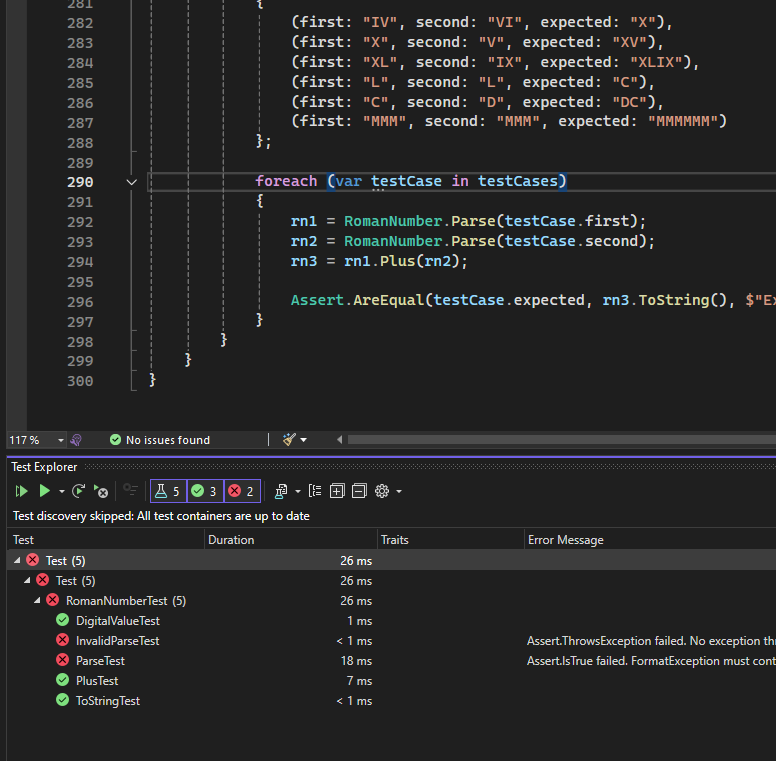 281 {
282 (first: "IV", second: "VI", expected: "X"),
283 (first: "X", second: "V", expected: "XV"),
284 (first: "XL", second: "IX", expected: "XLIX"),
285 (first: "L", second: "L", expected: "C"),
286 (first: "C", second: "D", expected: "DC"),
287 (first: "MMM", second: "MMM", expected: "MMMMMM")
288 };
289
290 foreach (var testCase in testCases)
291 {
292 rn1 = RomanNumber.Parse(testCase.first);
293 rn2 = RomanNumber.Parse(testCase.second);
294 rn3 = rn1.Plus(rn2);
295
296 Assert.AreEqual(testCase.expected, rn3.ToString(), $"Ex
297 }
298 }
299 }
300 }
117 % No issues found
Test Explorer
5 3 2
Test discovery skipped: All test containers are up to date
Test Duration Traits Error Message
Test (5) 26 ms
Test (5) 26 ms
RomanNumberTest (5) 26 ms
DigitalValueTest 1 ms
InvalidParseTest < 1 ms Assert.ThrowsException failed. No exception thr
ParseTest 18 ms Assert.IsTrue failed. FormatException must cont
PlusTest 7 ms
ToStringTest < 1 ms